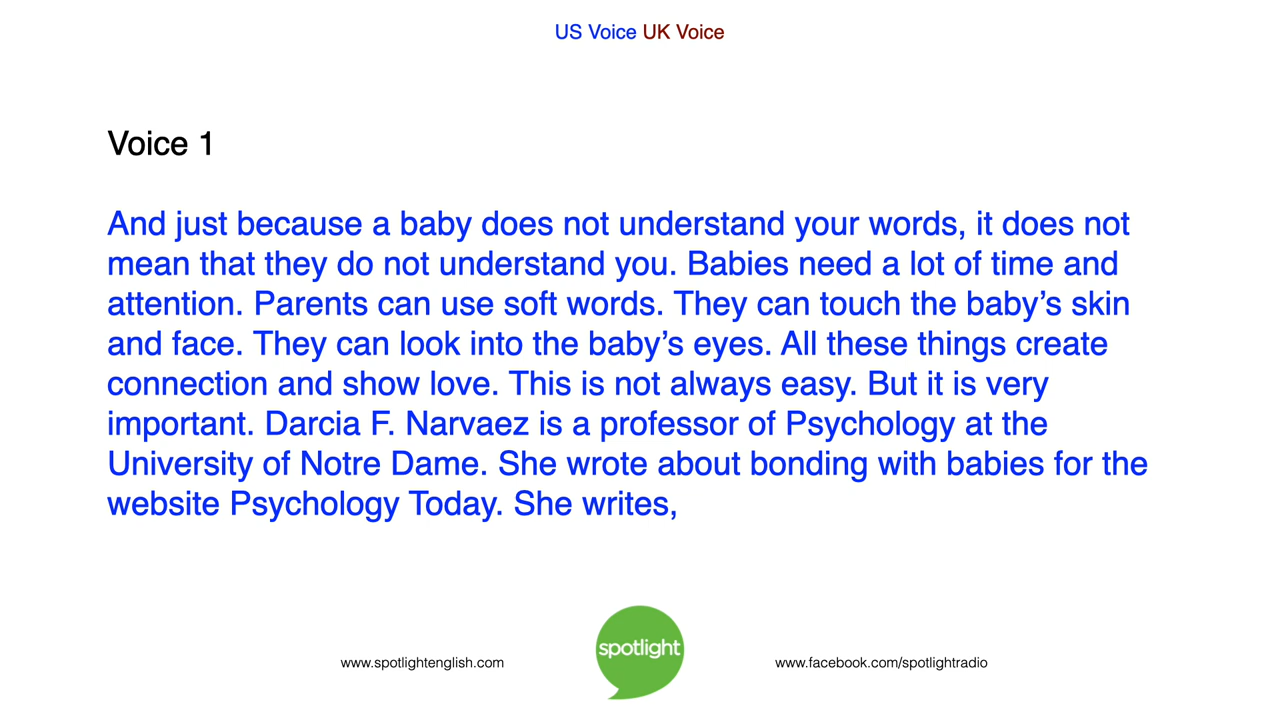 US Voice UK Voice
Voice 1
And just because a baby does not understand your words, it does not
mean that they do not understand you. Babies need a lot of time and
attention. Parents can use soft words. They can touch the baby’s skin
and face. They can look into the baby’s eyes. All these things create
connection and show love. This is not always easy. But it is very
important. Darcia F. Narvaez is a professor of Psychology at the
University of Notre Dame. She wrote about bonding with babies for the
website Psychology Today. She writes,
spotlight
www.spotlightenglish.com
www.facebook.com/spotlightradio